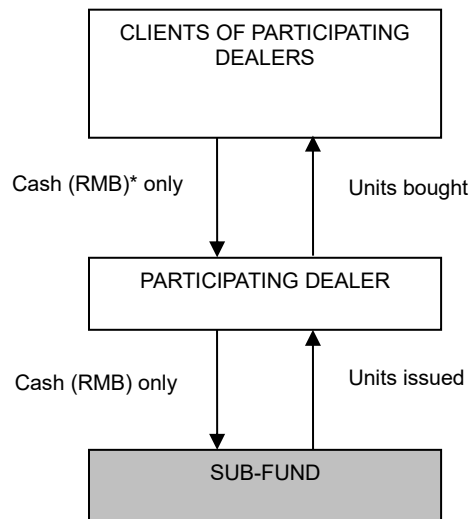 CLIENTS OF PARTICIPATING
DEALERS
Cash (RMB)* only
Units bought
PARTICIPATING DEALER
Cash (RMB) only
Units issued
SUB-FUND